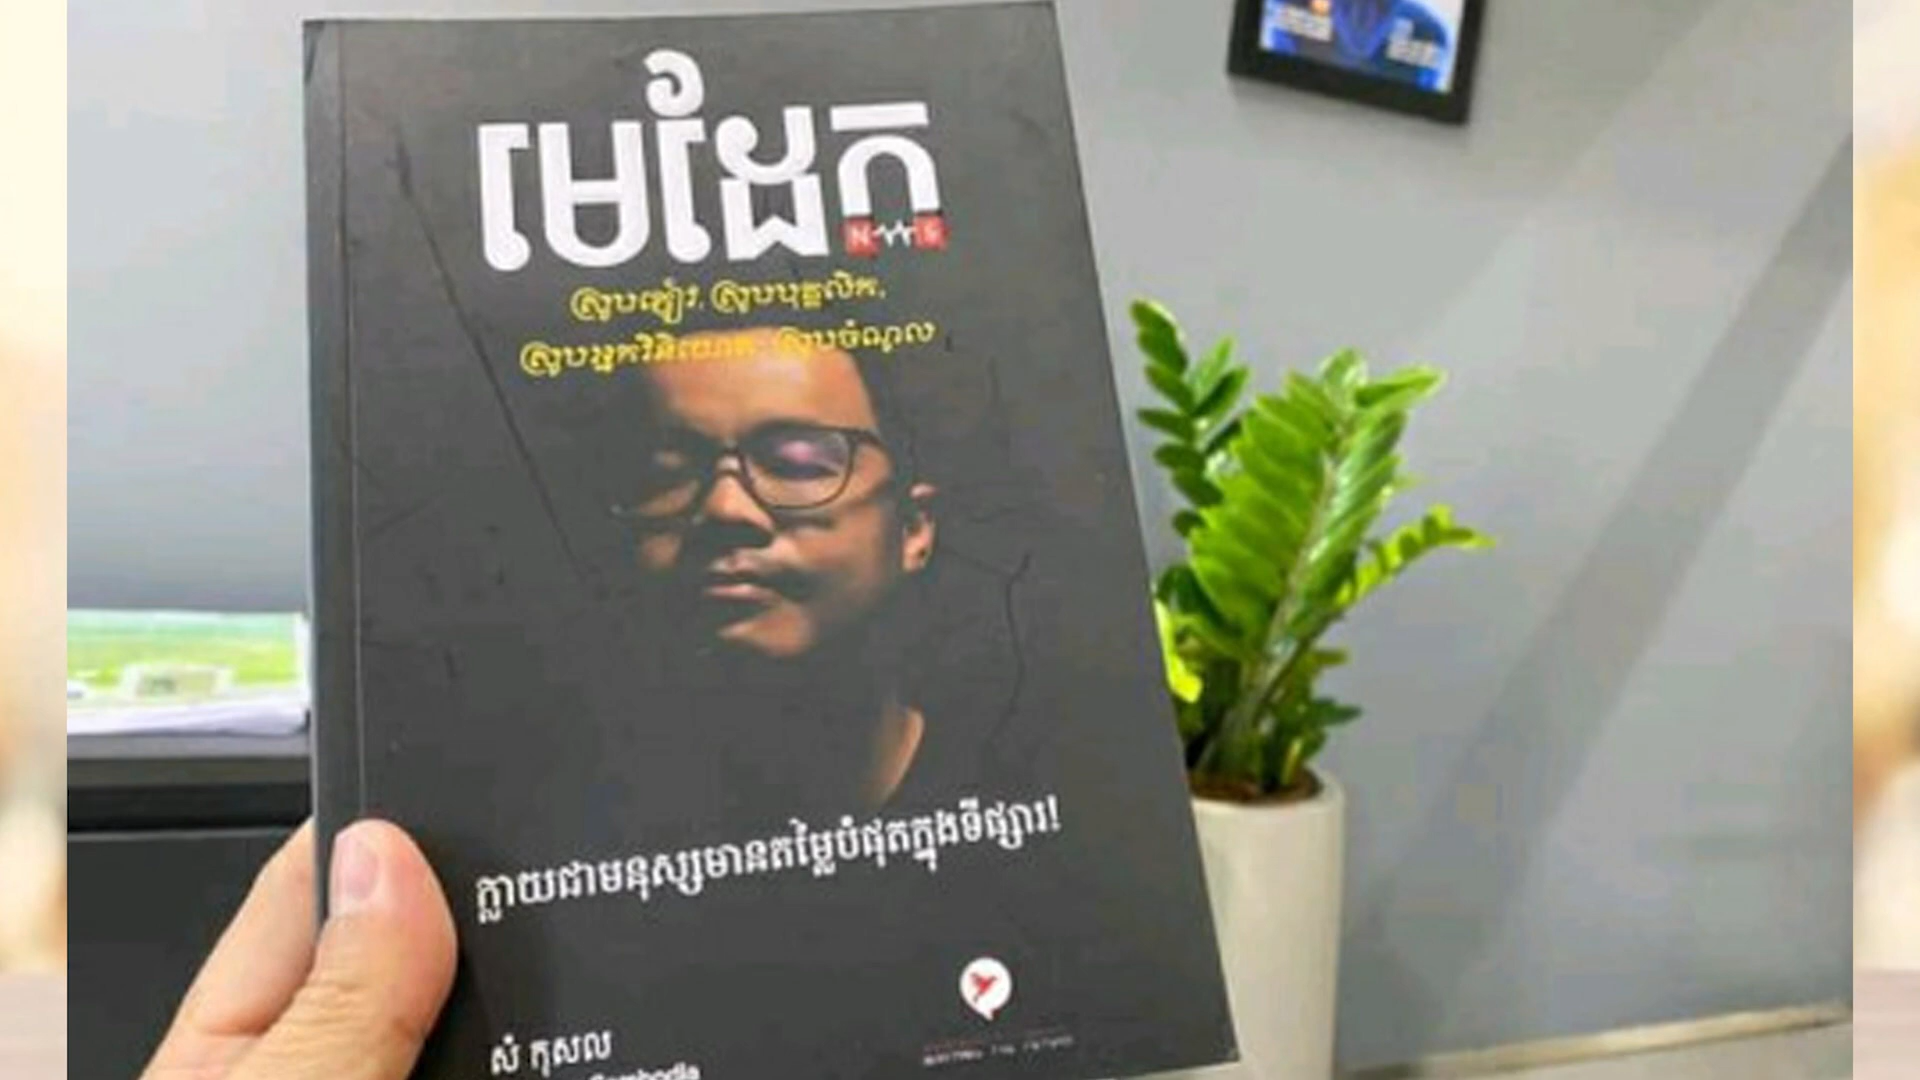 មេដែក
N S
ស្រូបភ្ញៀវ, ស្រូបបុគ្គលិក,
ស្រូបអ្នកវិនិយោគ ស្រូបចំណូល
ក្លាយជាមនុស្សមានតម្លៃបំផុតក្នុងទីផ្សារ!
សំ កុសល